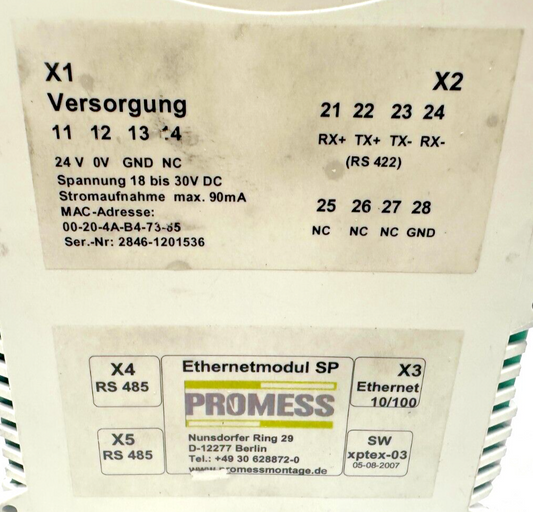 X1
Versorgung
11 12 13 14
24 V 0V GND NC
Spannung 18 bis 30V DC
Stromaufnahme max. 90mA
MAC-Adresse:
00-20-4A-B4-73-
Ser.-Nr: 2846-1201536
X2
21 22 23 24
RX+ TX+ TX- RX-
(RS 422)
25 26 27 28
NC NC NC GND
X4
RS 485
X5
RS 485
Ethernetmodul SP
PROMESS
Nunsdorfer Ring 29
D-12277 Berlin
Tel.: +49 30 628872-0
www.promessmontage.de
X3
Ethernet
10/100
SW
xptex-03
05-08-2007